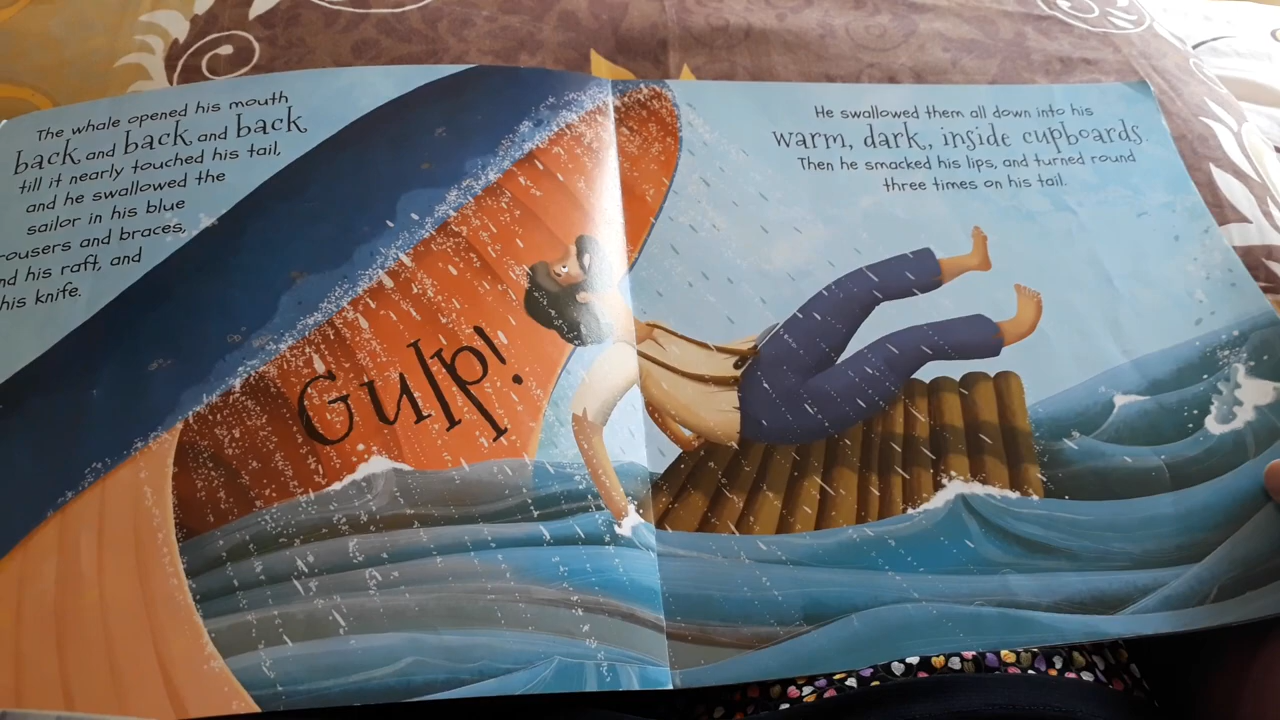 The whale opened his mouth
back and back and back
till it nearly touched his tail,
and he swallowed the
sailor in his blue
rousers and braces,
nd his raft, and
his knife.
Gulp!
He swallowed them all down into his
warm, dark, inside cupboards.
Then he smacked his lips, and turned round
three times on his tail.